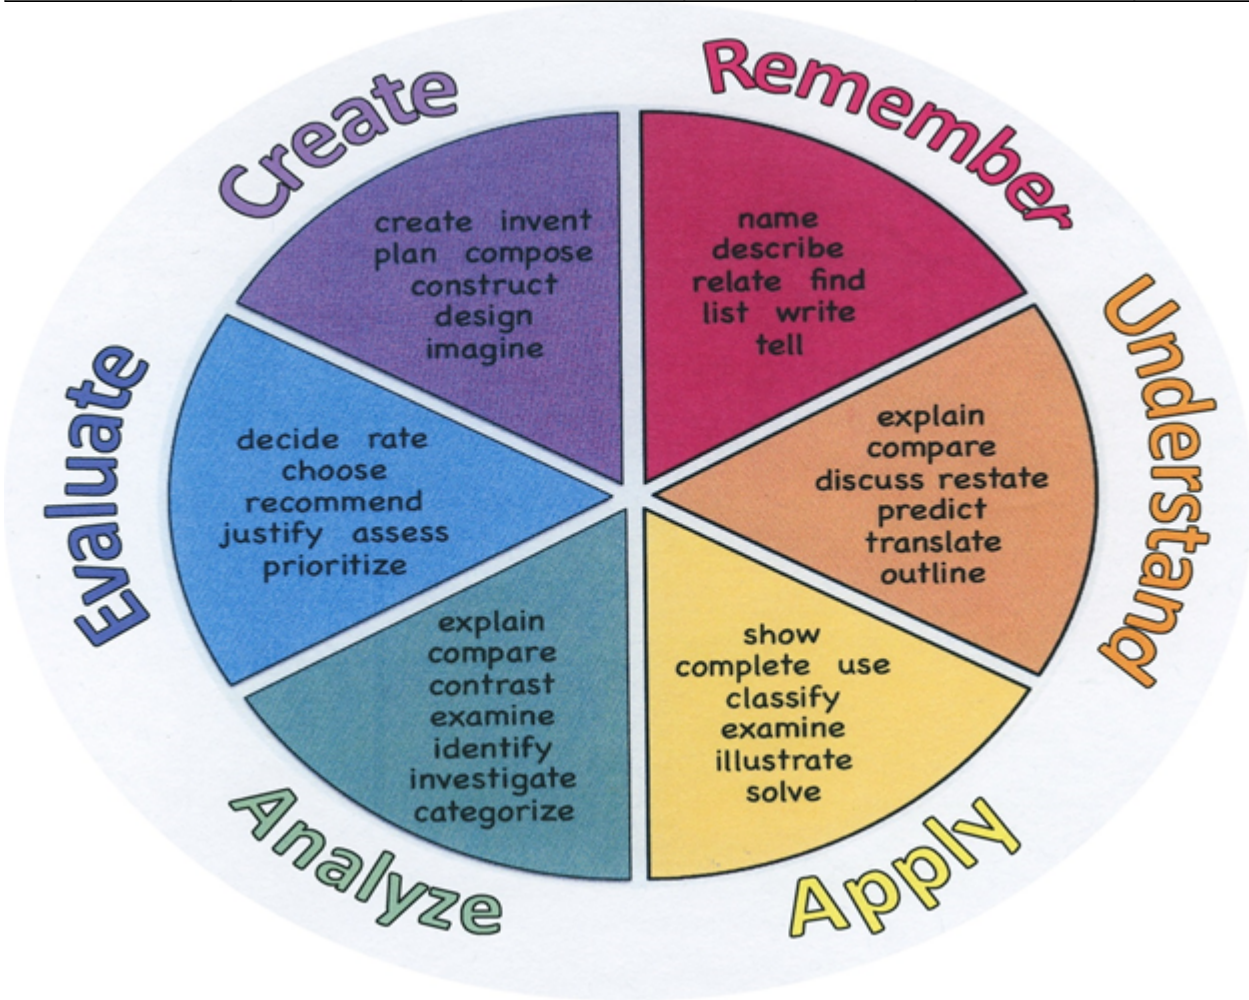 Remember
name
describe
relate find
list write
tell
Understand
explain
compare
discuss restate
predict
translate
outline
Apply
show
complete use
classify
examine
illustrate
solve
Analyze
explain
compare
contrast
examine
identify
investigate
categorize
Evaluate
decide rate
choose
recommend
justify assess
prioritize
Create
create invent
plan compose
construct
design
imagine